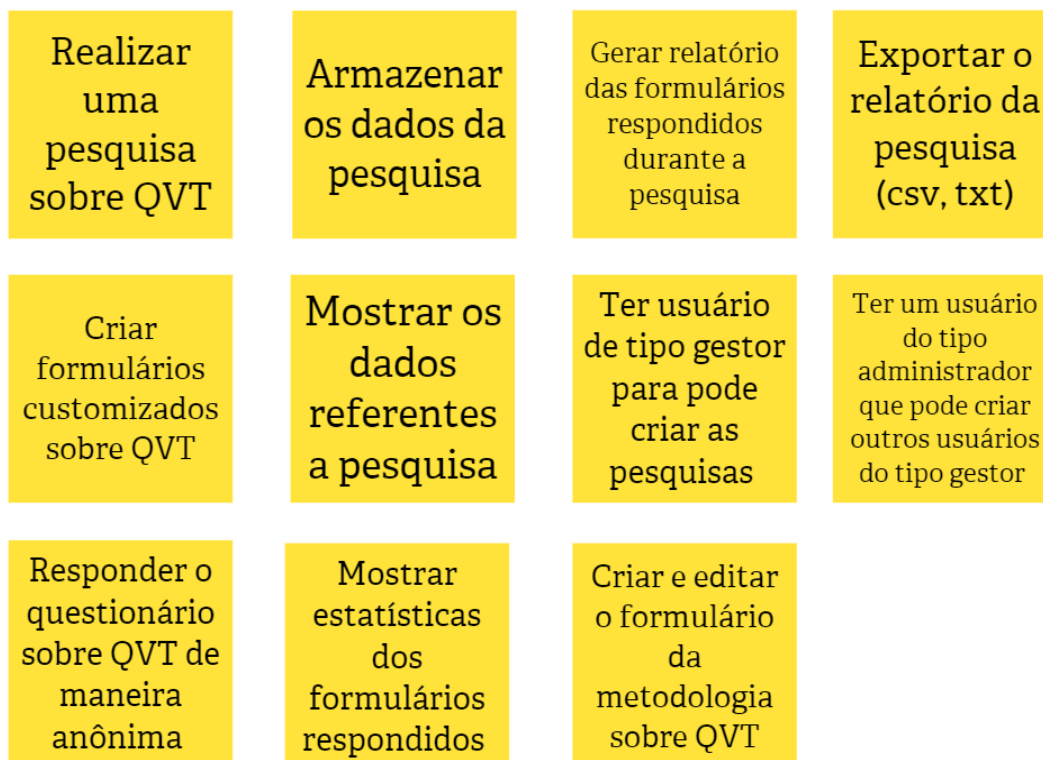 Realizar
uma
pesquisa
sobre QVT
Armazenar
os dados da
pesquisa
Gerar relatório
das formulários
respondidos
durante a
pesquisa
Exportar o
relatório da
pesquisa
(csv, txt)
Criar
formulários
customizados
sobre QVT
Mostrar os
dados
referentes
a pesquisa
Ter usuário
de tipo gestor
para pode
criar as
pesquisas
Ter um usuário
do tipo
administrador
que pode criar
outros usuários
do tipo gestor
Responder o
questionário
sobre QVT de
maneira
anônima
Mostrar
estatísticas
dos
formulários
respondidos
Criar e editar
o formulário
da
metodologia
sobre QVT